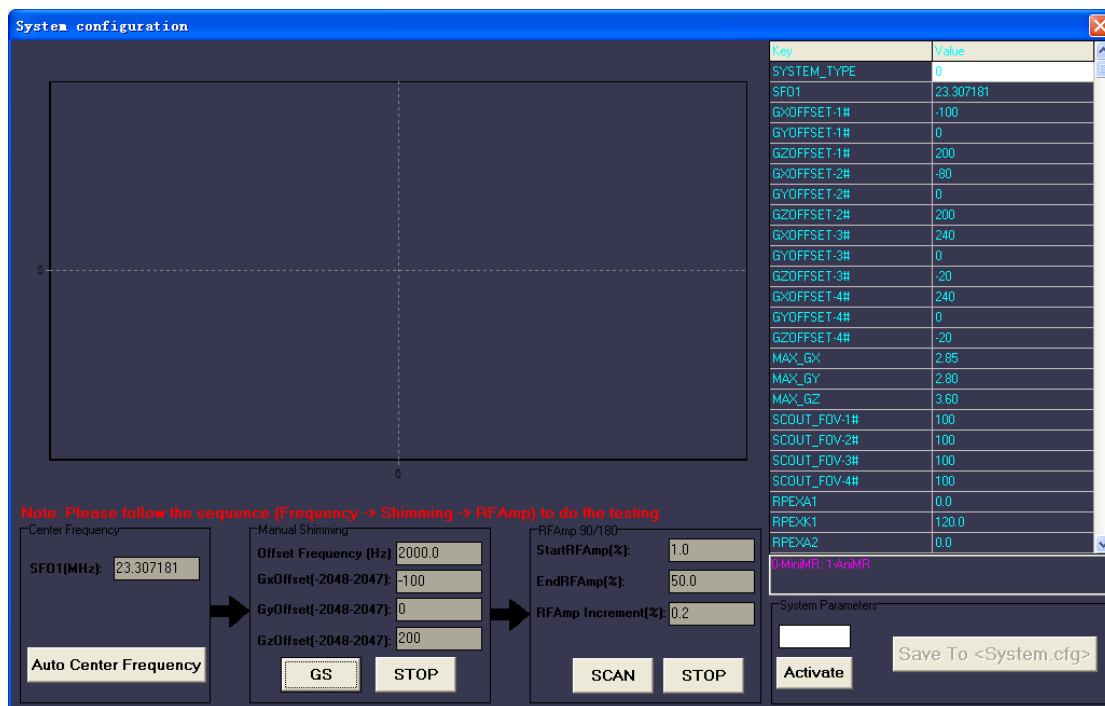 System configuration
Key Value
SYSTEM_TYPE 0
SFO1 23.307181
GXOFFSET-1# -100
GYOFFSET-1# 0
GZOFFSET-1# 200
GXOFFSET-2# -80
GYOFFSET-2# 0
GZOFFSET-2# 200
GXOFFSET-3# 240
GYOFFSET-3# 0
GZOFFSET-3# -20
GXOFFSET-4# 240
GYOFFSET-4# 0
GZOFFSET-4# -20
MAX_GX 2.85
MAX_GY 2.80
MAX_GZ 3.60
SCOUT_FOV-1# 100
SCOUT_FOV-2# 100
SCOUT_FOV-3# 100
SCOUT_FOV-4# 100
RPEXA1 0.0
RPEXK1 120.0
RPEXA2 0.0
0
0
Note: Please follow the sequence (Frequency -> Shimming -> RFAmp) to do the testing
Center Frequency
SFO1(MHz): 23.307181
Auto Center Frequency
Manual Shimming
Offset Frequency (Hz) 2000.0
GxOffset(-2048-2047): -100
GyOffset(-2048-2047): 0
GzOffset(-2048-2047): 200
GS STOP
RFAmp 90/180
StartRFAmp(%): 1.0
EndRFAmp(%): 50.0
RFAmp Increment(%): 0.2
SCAN STOP
0-MiniMR; 1-AniMR
System Parameters
Activate
Save To <System.cfg>